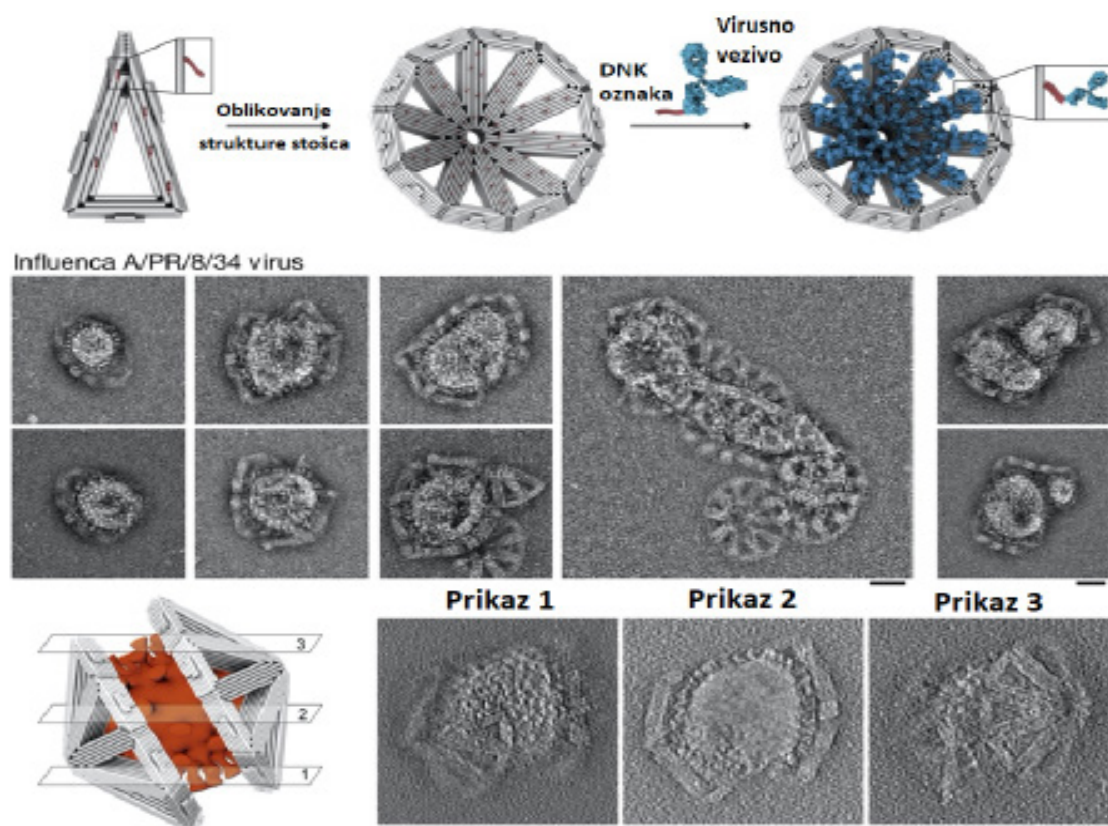 Oblikovanje
strukture stošca
DNK
oznaka
Virusno
vezivo
Influenca A/PR/8/34 virus
Prikaz 1
Prikaz 2
Prikaz 3
3
2
1